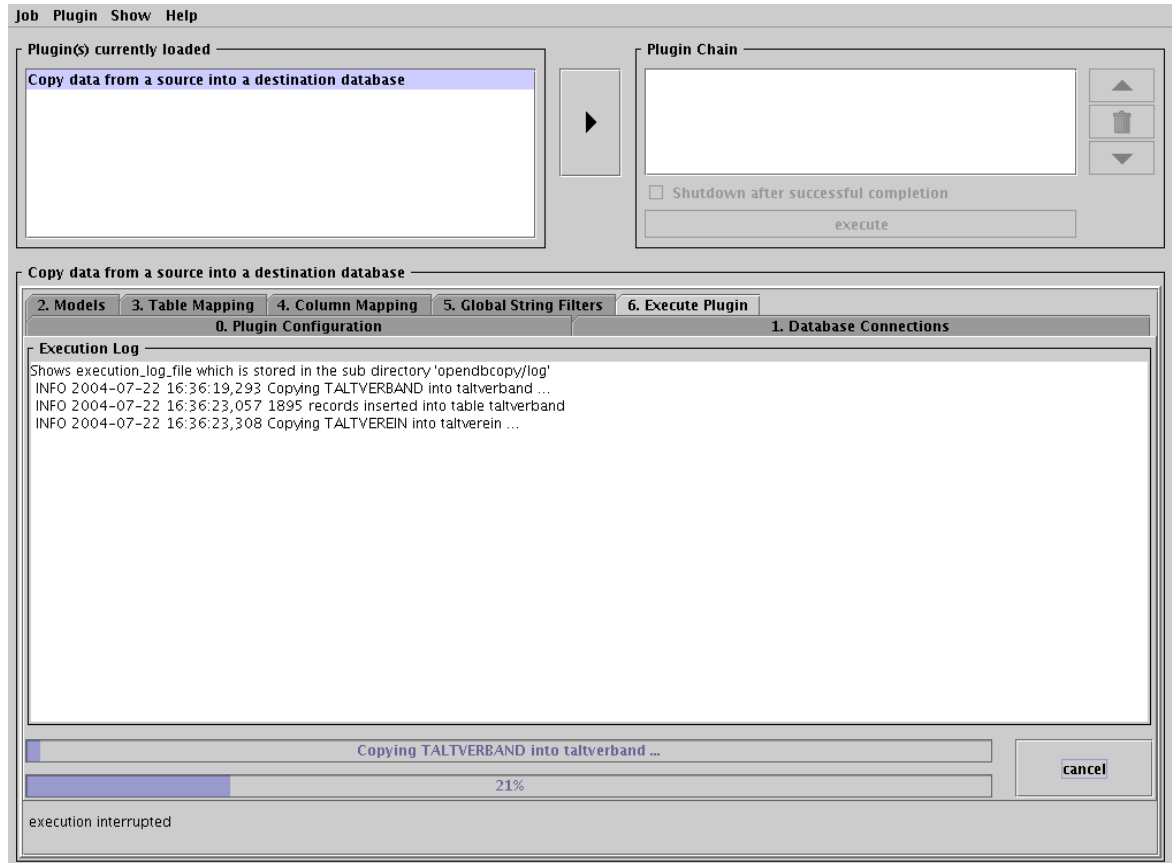 Job Plugin Show Help
Plugin(s) currently loaded
Copy data from a source into a destination database
Plugin Chain
Shutdown after successful completion
execute
Copy data from a source into a destination database
2. Models 3. Table Mapping 4. Column Mapping 5. Global String Filters 6. Execute Plugin
0. Plugin Configuration 1. Database Connections
Execution Log
Shows execution_log_file which is stored in the sub directory 'opendbcopy/log'
INFO 2004-07-22 16:36:19,293 Copying TALTVERBAND into taltverband ...
INFO 2004-07-22 16:36:23,057 1895 records inserted into table taltverband
INFO 2004-07-22 16:36:23,308 Copying TALTVEREIN into taltverein ...
Copying TALTVERBAND into taltverband ...
21%
cancel
execution interrupted